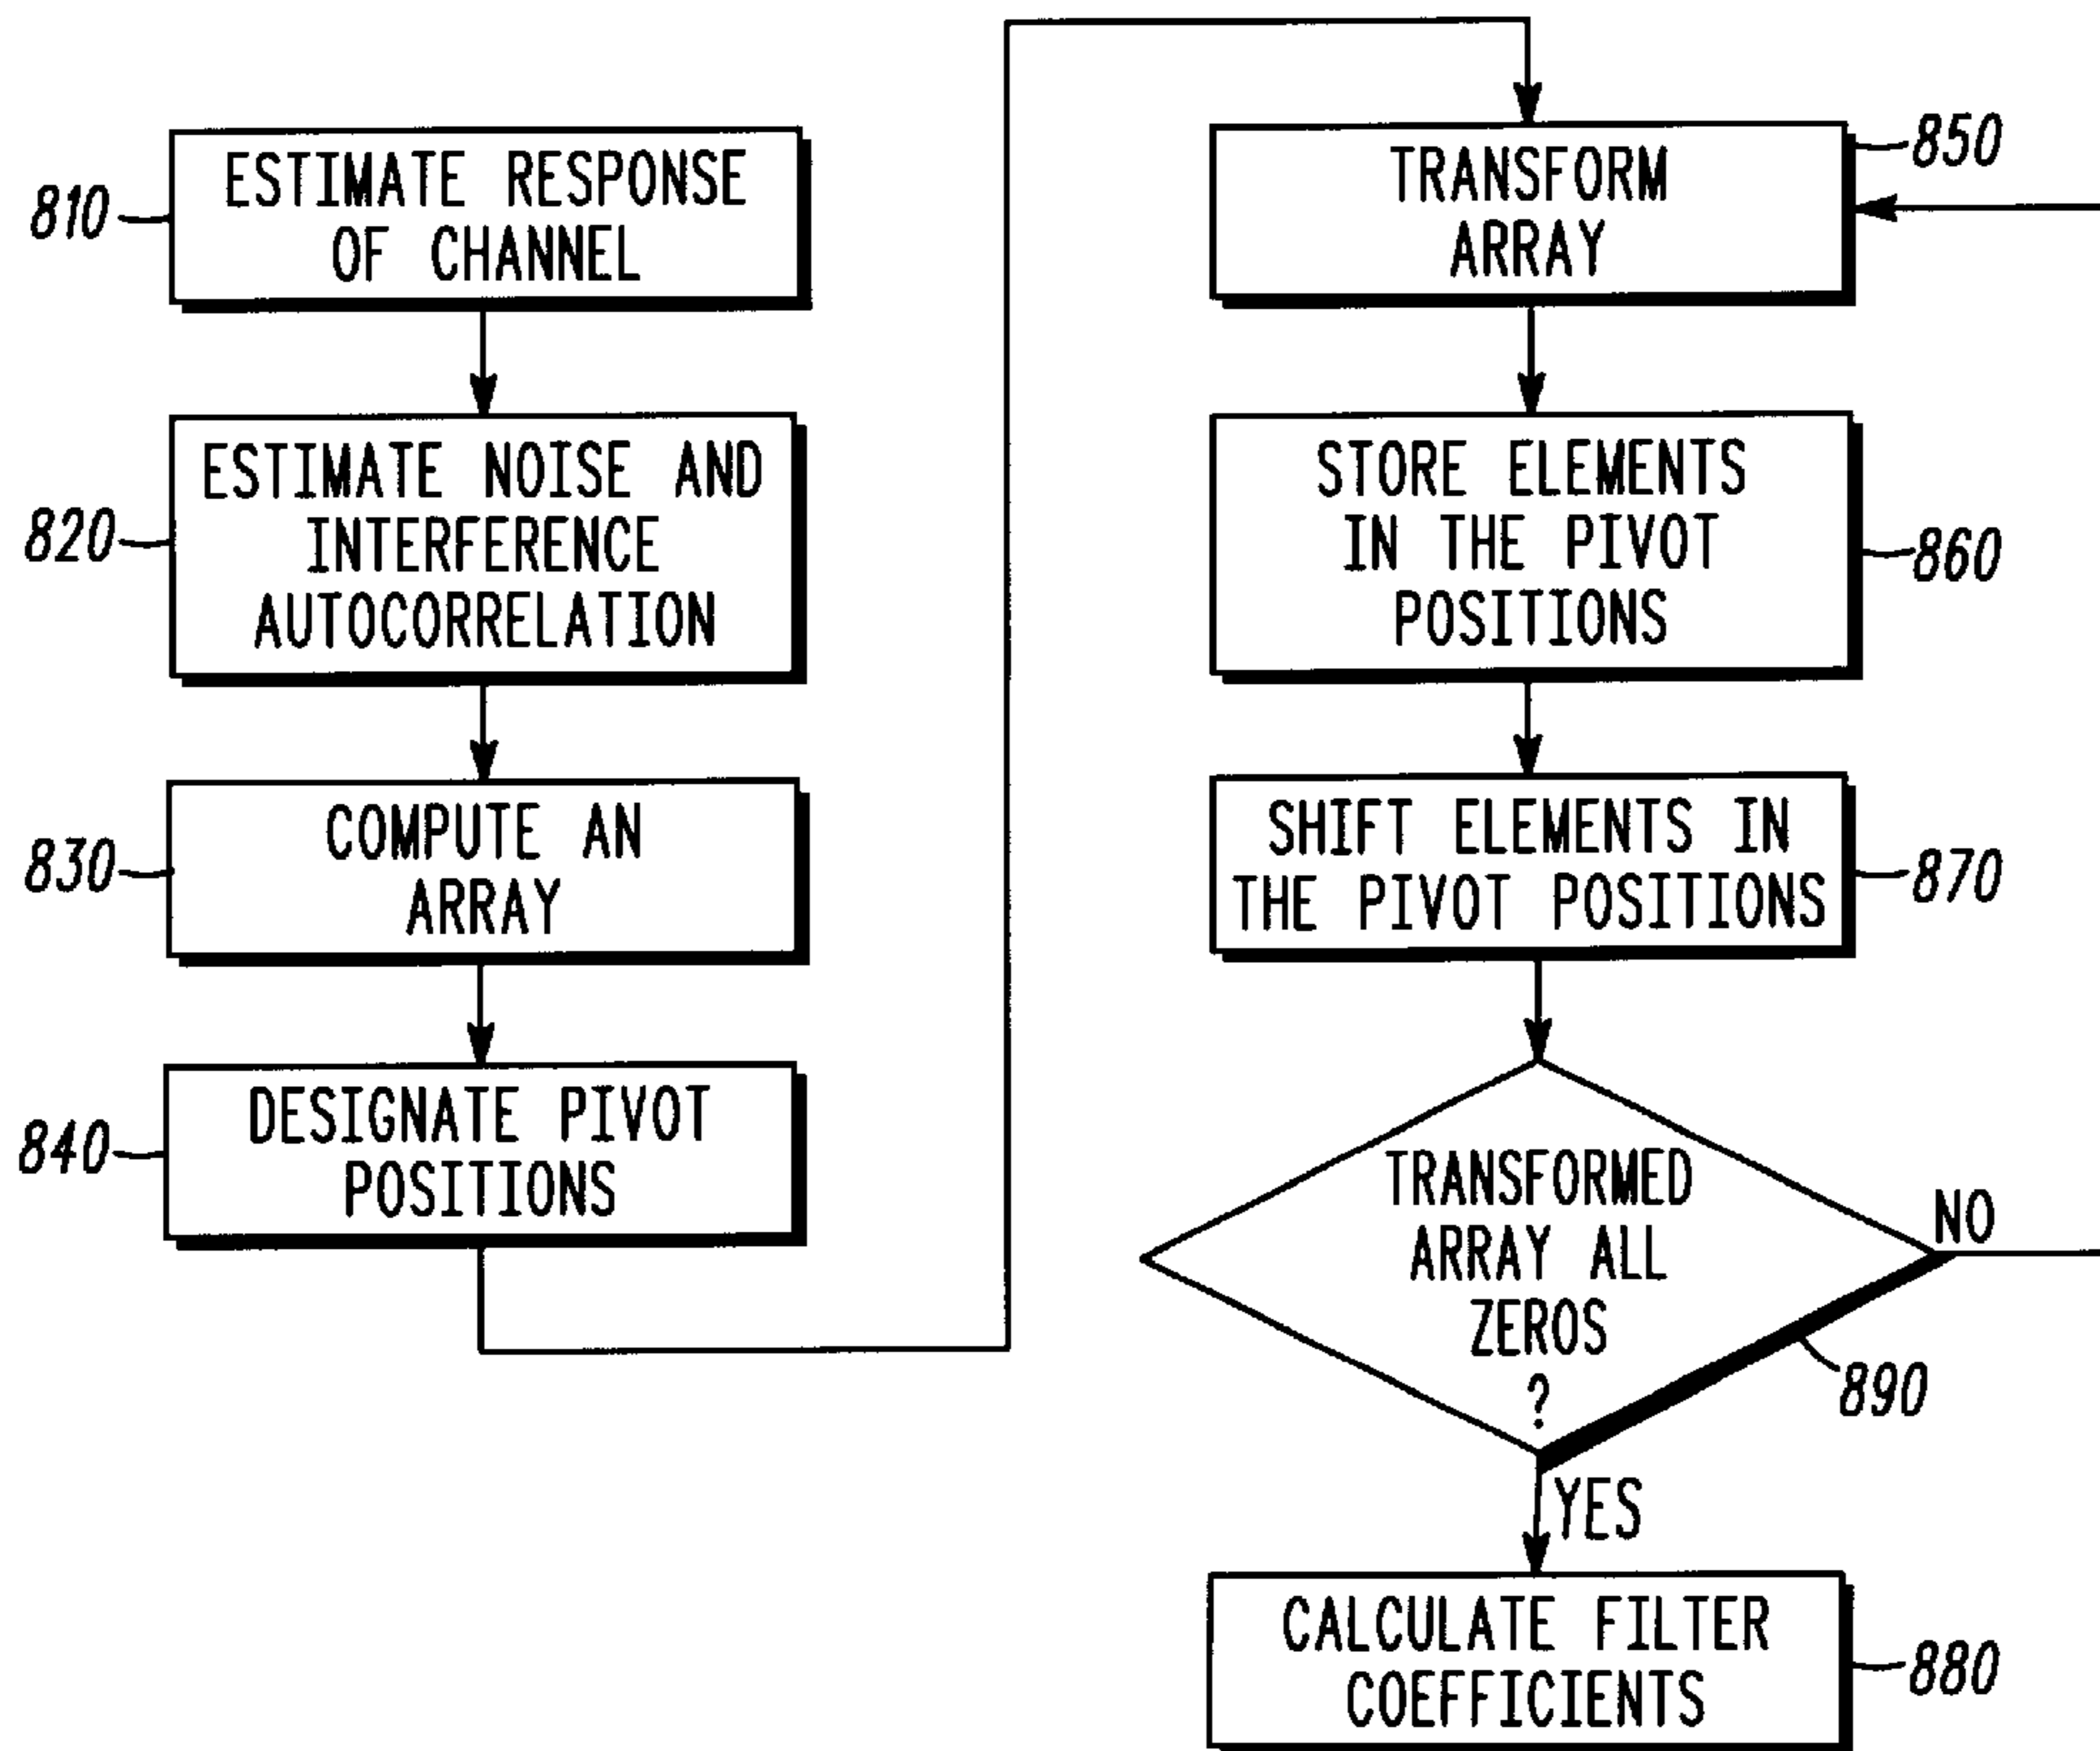 810
ESTIMATE RESPONSE
OF CHANNEL
820
ESTIMATE NOISE AND
INTERFERENCE
AUTOCORRELATION
830
COMPUTE AN
ARRAY
840
DESIGNATE PIVOT
POSITIONS
850
TRANSFORM
ARRAY
860
STORE ELEMENTS
IN THE PIVOT
POSITIONS
870
SHIFT ELEMENTS IN
THE PIVOT POSITIONS
TRANSFORMED
ARRAY ALL
ZEROS
?
NO
890
YES
CALCULATE FILTER
COEFFICIENTS
880